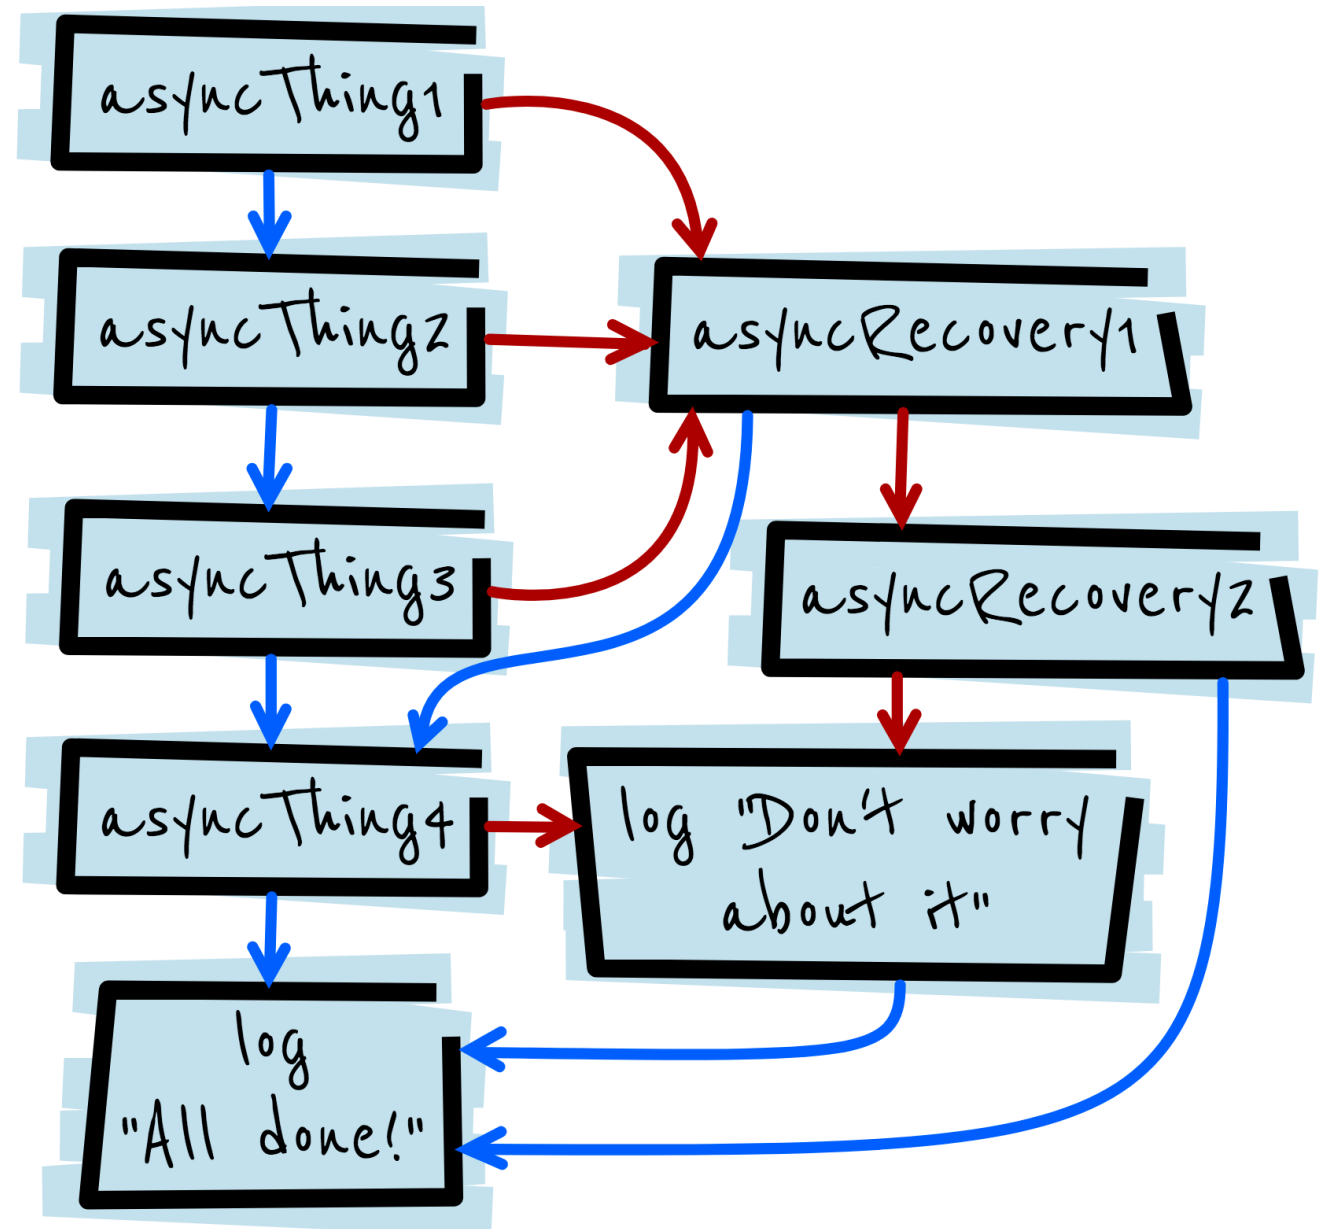 asyncThing1
asyncThing2
asyncRecovery1
asyncThing3
asyncRecovery2
asyncThing4
log "Don't worry
about it"
log
"All done!"